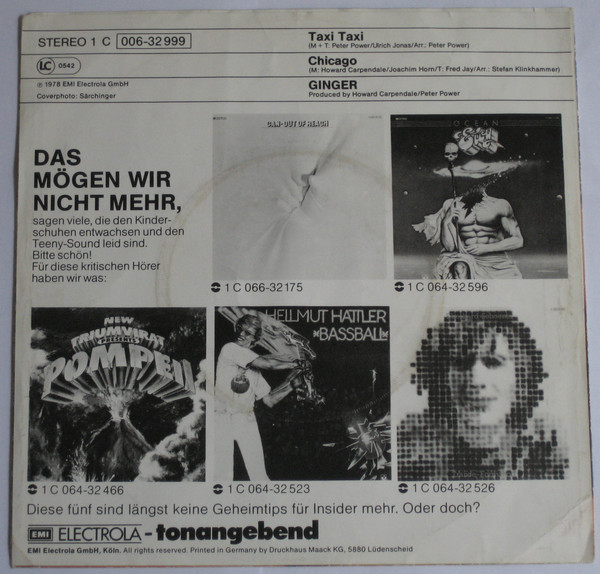 STEREO 1 C 006-32 999
Taxi Taxi
(M + T: Peter Power/Ulrich Jonas/Arr.: Peter Power)
LC 0542
Chicago
(M: Howard Carpendale/Joachim Horn/T: Fred Jay/Arr.: Stefan Klinkhammer)
℗ 1978 EMI Electrola GmbH
Coverphoto: Särchinger
GINGER
Produced by Howard Carpendale/Peter Power
DAS
MÖGEN WIR
NICHT MEHR,
sagen viele, die den Kinder-
schuhen entwachsen und den
Teeny-Sound leid sind.
Bitte schön!
Für diese kritischen Hörer
haben wir was:
CAN·OUT OF REACH
1 C 066-32 175
OCEAN
1 C 064-32 596
NEW
TRIUMVIRAT
PRESENTS
POMPEII
1 C 064-32 466
HELLMUT HATTLER
"BASSBALL"
1 C 064-32 523
1 C 064-32 526
Diese fünf sind längst keine Geheimtips für Insider mehr. Oder doch?
EMI ELECTROLA - tonangebend
EMI Electrola GmbH, Köln. All rights reserved. Printed in Germany by Druckhaus Maack KG, 5880 Lüdenscheid